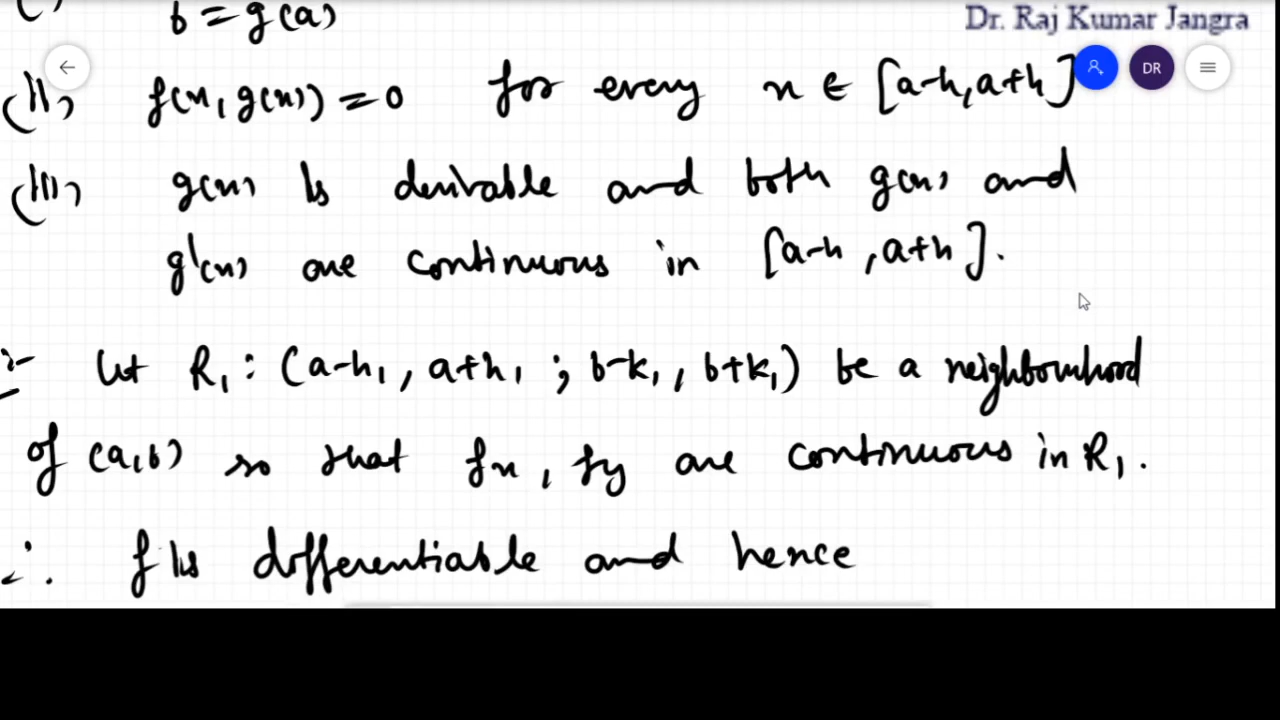 b = g(a)
Dr. Raj Kumar Jangra
DR
(II) f(x, g(x)) = 0 for every x ∈ [a-h, a+h]
(III) g(x) is derivable and both g(x) and
g'(x) are continuous in [a-h, a+h].
:- Let R₁ : (a-h₁, a+h₁ ; b-k₁, b+k₁) be a neighbourhood
of (a,b) so that fx, fy are continuous in R₁.
∴ f is differentiable and hence